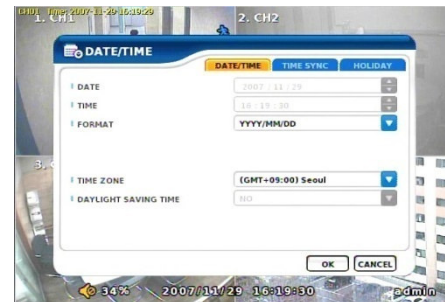 CH01 Time: 2007-11-29 16:19:29
1. CH1
2. CH2
DATE/TIME
DATE/TIME TIME SYNC HOLIDAY
DATE 2007 / 11 / 29
TIME 16 : 19 : 30
FORMAT YYYY/MM/DD
3.
TIME ZONE (GMT+09:00) Seoul
DAYLIGHT SAVING TIME NO
OK CANCEL
34% 2007/11/29 16:19:30 admin